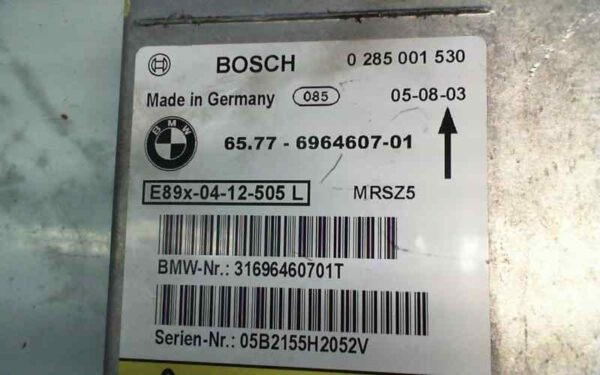 BOSCH 0 285 001 530
Made in Germany 085 05-08-03
BMW 65.77 - 6964607-01
E89x-04-12-505 L MRSZ5
BMW-Nr.: 31696460701T
Serien-Nr.: 05B2155H2052V